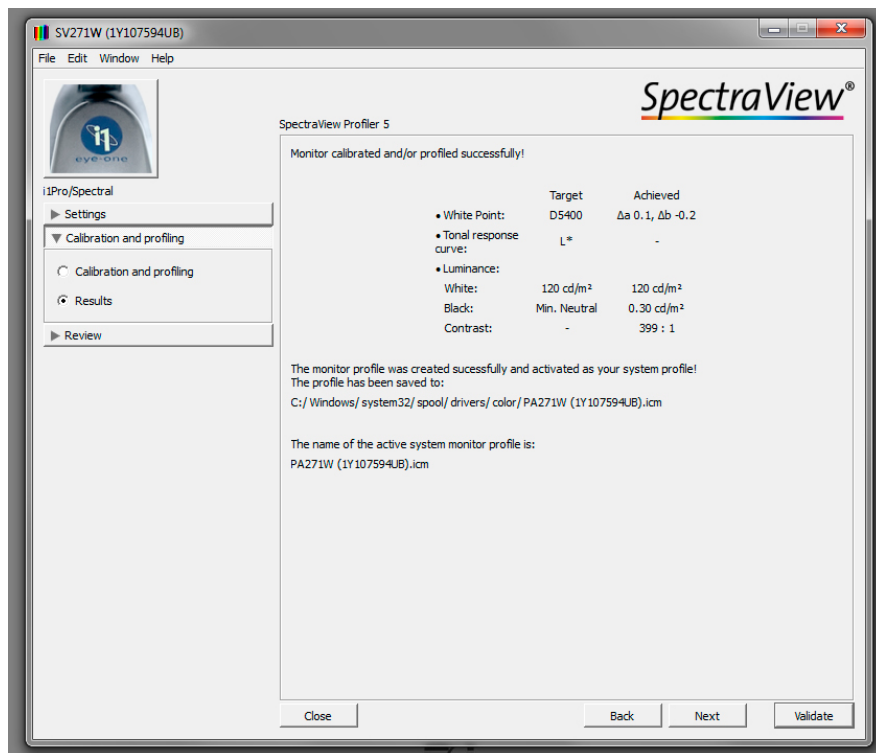 SV271W (1Y107594UB)
File Edit Window Help
SpectraView®
i1
eye-one
SpectraView Profiler 5
i1Pro/Spectral
Settings
Calibration and profiling
Calibration and profiling
Results
Review
Monitor calibrated and/or profiled successfully!
Target Achieved
• White Point: D5400 Δa 0.1, Δb -0.2
• Tonal response
curve: L* -
• Luminance:
White: 120 cd/m² 120 cd/m²
Black: Min. Neutral 0.30 cd/m²
Contrast: - 399 : 1
The monitor profile was created sucessfully and activated as your system profile!
The profile has been saved to:
C:/ Windows/ system32/ spool/ drivers/ color/ PA271W (1Y107594UB).icm
The name of the active system monitor profile is:
PA271W (1Y107594UB).icm
Close Back Next Validate